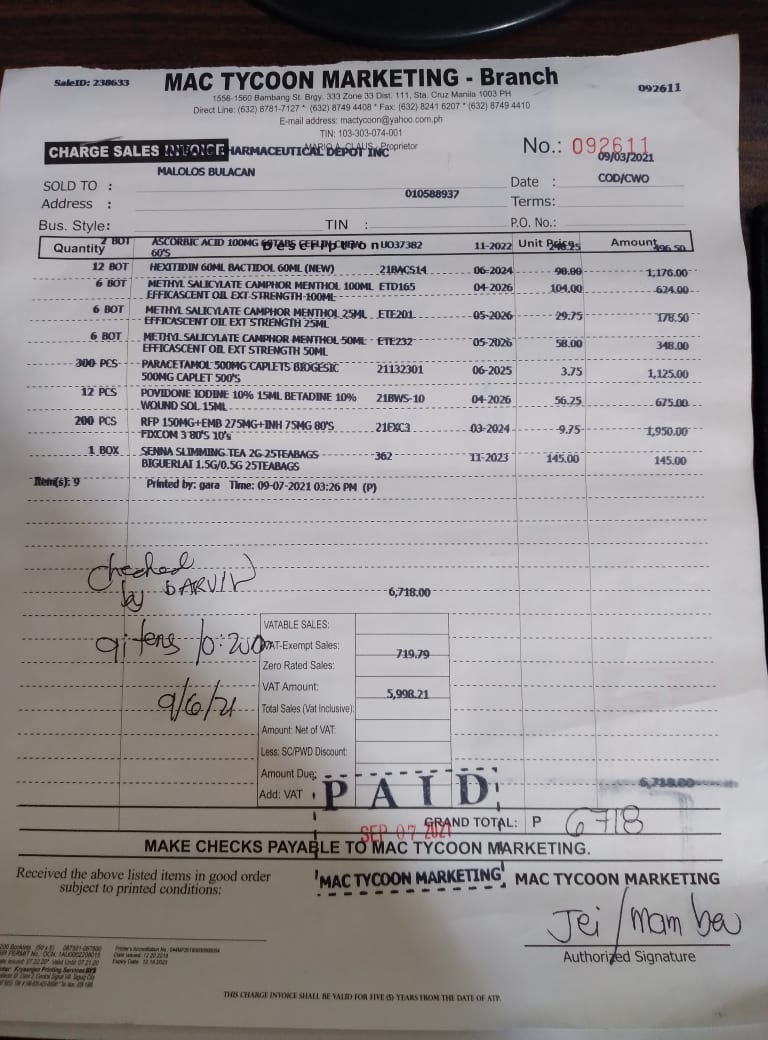 SaleID: 238633
MAC TYCOON MARKETING - Branch
092611
1556-1560 Bambang St. Brgy. 333 Zone 33 Dist. 111, Sta. Cruz Manila 1003 PH
Direct Line: (632) 8781-7127 * (632) 8749 4408 * Fax: (632) 8241 6207 * (632) 8749 4410
E-mail address: mactycoon@yahoo.com.ph
TIN: 103-303-074-001
Proprietor
CHARGE SALES INVOICE PHARMACEUTICAL DEPOT INC
No.: 092611
09/03/2021
MALOLOS BULACAN
SOLD TO :
Date : COD/CWO
Address : 010588937 Terms:
Bus. Style: TIN : P.O. No.:
Quantity Description Unit Price Amount
2 BOT ASCORBIC ACID 100MG UO37382 11-2022 496.50
60'S
12 BOT HEXITIDIN 60ML BACTIDOL 60ML (NEW) 21BAC514 06-2024 98.00 1,176.00
6 BOT METHYL SALICYLATE CAMPHOR MENTHOL 100ML ETD165 04-2026 104.00 624.00
EFFICASCENT OIL EXT STRENGTH 100ML
6 BOT METHYL SALICYLATE CAMPHOR MENTHOL 25ML ETE201 05-2026 29.75 178.50
EFFICASCENT OIL EXT STRENGTH 25ML
6 BOT METHYL SALICYLATE CAMPHOR MENTHOL 50ML ETE232 05-2026 58.00 348.00
EFFICASCENT OIL EXT STRENGTH 50ML
300 PCS PARACETAMOL 500MG CAPLETS BIOGESIC 21132301 06-2025 3.75 1,125.00
500MG CAPLET 500'S
12 PCS POVIDONE IODINE 10% 15ML BETADINE 10% 21BWS-10 04-2026 56.25 675.00
WOUND SOL 15ML
200 PCS RFP 150MG+EMB 275MG+INH 75MG 80'S 21EXC3 03-2024 9.75 1,950.00
FIXCOM 3 80'S 10's
1 BOX SENNA SLIMMING TEA 2G 25TEABAGS 362 11-2023 145.00 145.00
BIGUERLAI 1.5G/0.5G 25TEABAGS
Item(s): 9 Printed by: gara Time: 09-07-2021 03:26 PM (P)
Checked
by DARVIN
6,718.00
VATABLE SALES:
9 items 10:20
VAT-Exempt Sales: 719.79
Zero Rated Sales:
9/6/21
VAT Amount: 5,998.21
Total Sales (Vat Inclusive):
Amount: Net of VAT:
Less: SC/PWD Discount:
Amount Due: 6,718.00
Add: VAT
PAID
GRAND TOTAL: P 6718
SEP 07 2021
MAKE CHECKS PAYABLE TO MAC TYCOON MARKETING.
Received the above listed items in good order
subject to printed conditions:
MAC TYCOON MARKETING MAC TYCOON MARKETING
Jei/mam bev
Authorized Signature
THIS CHARGE INVOICE SHALL BE VALID FOR FIVE (5) YEARS FROM THE DATE OF ATP.